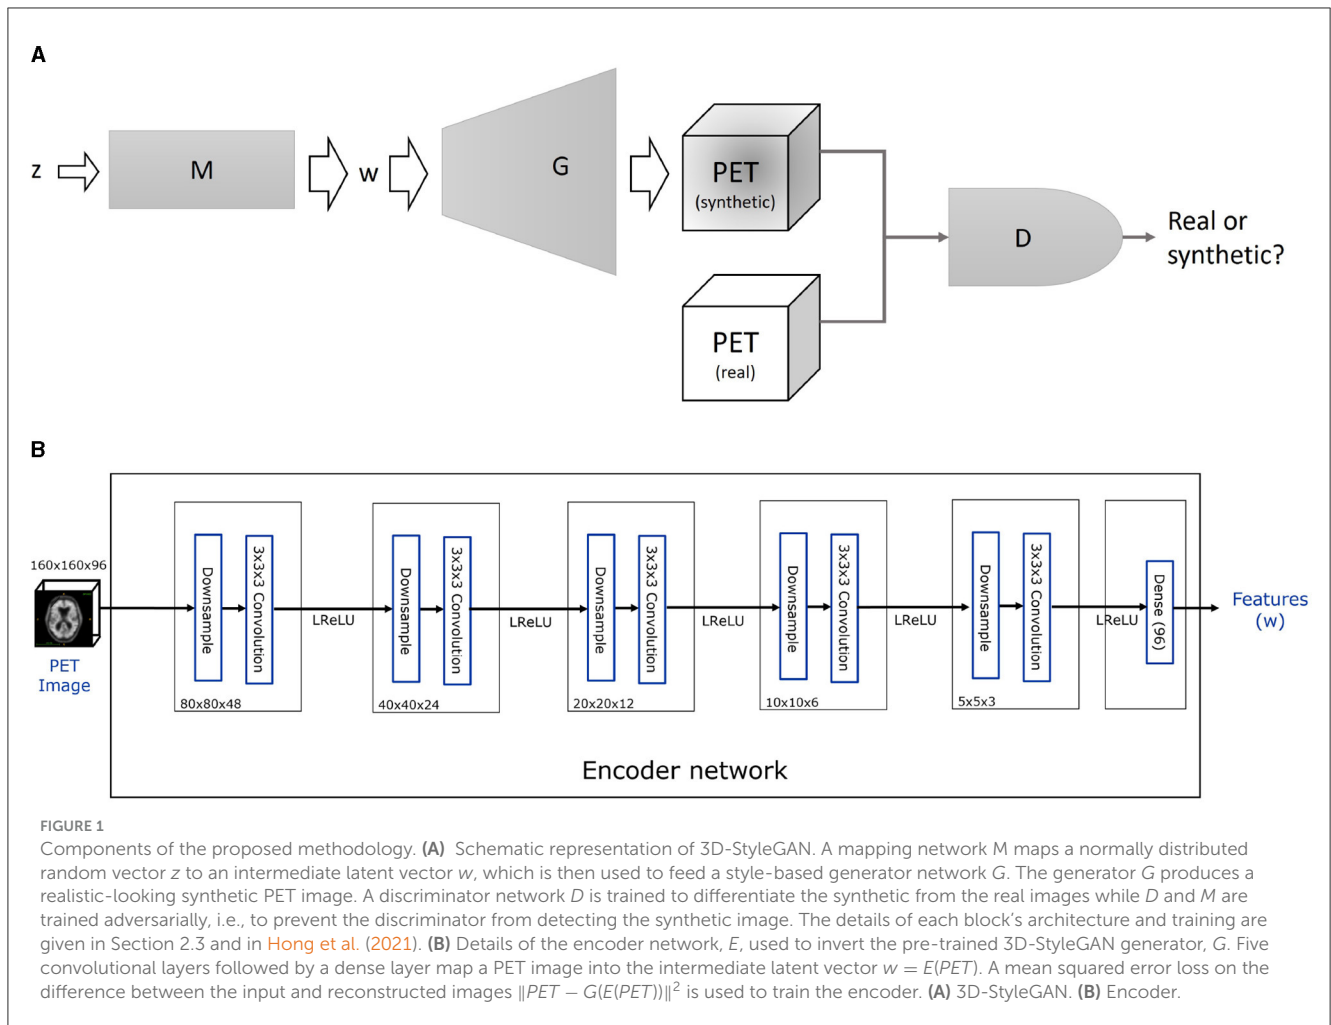 A
z
M
w
G
PET
(synthetic)
PET
(real)
D
Real or
synthetic?
B
160x160x96
PET
Image
Downsample
3x3x3 Convolution
80x80x48
LReLU
Downsample
3x3x3 Convolution
40x40x24
LReLU
Downsample
3x3x3 Convolution
20x20x12
LReLU
Downsample
3x3x3 Convolution
10x10x6
LReLU
Downsample
3x3x3 Convolution
5x5x3
LReLU
Dense (96)
Features
(w)
Encoder network
FIGURE 1
Components of the proposed methodology. (A) Schematic representation of 3D-StyleGAN. A mapping network M maps a normally distributed
random vector z to an intermediate latent vector w, which is then used to feed a style-based generator network G. The generator G produces a
realistic-looking synthetic PET image. A discriminator network D is trained to differentiate the synthetic from the real images while D and M are
trained adversarially, i.e., to prevent the discriminator from detecting the synthetic image. The details of each block's architecture and training are
given in Section 2.3 and in Hong et al. (2021). (B) Details of the encoder network, E, used to invert the pre-trained 3D-StyleGAN generator, G. Five
convolutional layers followed by a dense layer map a PET image into the intermediate latent vector w = E(PET). A mean squared error loss on the
difference between the input and reconstructed images ‖PET − G(E(PET))‖² is used to train the encoder. (A) 3D-StyleGAN. (B) Encoder.